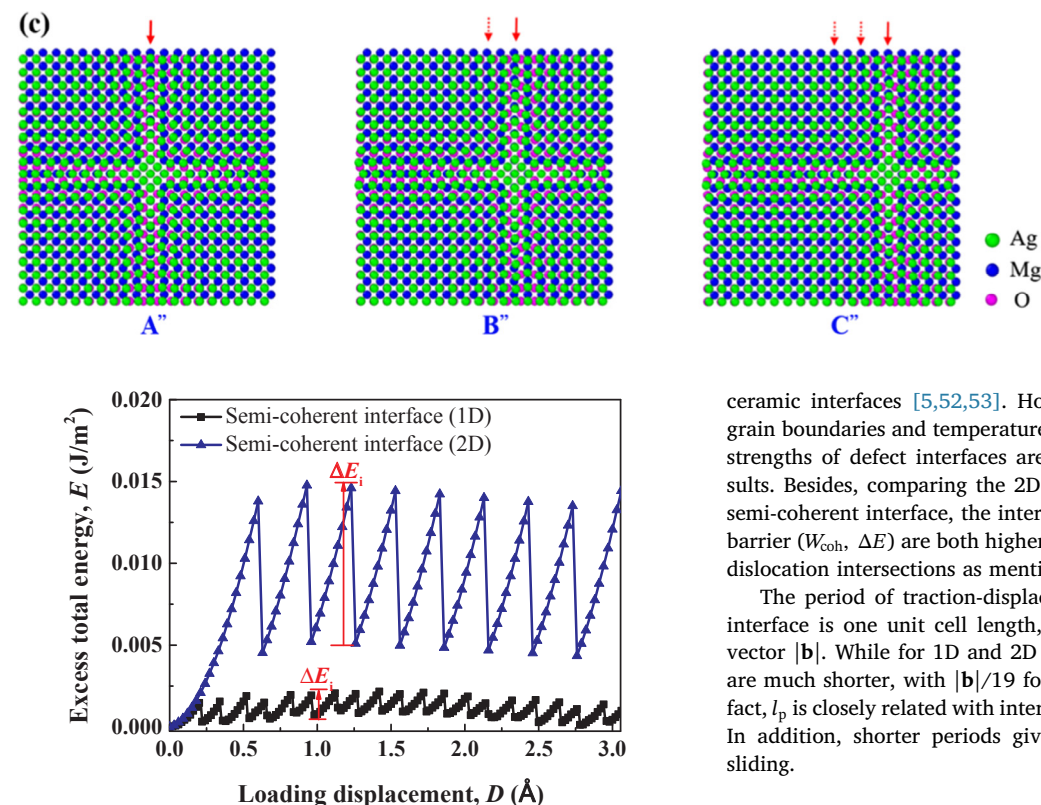 (c)
Ag
Mg
O
A”
B”
C”
0.020
0.015
0.010
0.005
0.000
Excess total energy, E (J/m²)
Semi-coherent interface (1D)
Semi-coherent interface (2D)
ΔEi
ΔEi
0.0 0.5 1.0 1.5 2.0 2.5 3.0
Loading displacement, D (Å)
ceramic interfaces [5,52,53]. Ho
grain boundaries and temperature
strengths of defect interfaces are
sults. Besides, comparing the 2D
semi-coherent interface, the inter
barrier (Wcoh, ΔE) are both higher
dislocation intersections as menti
The period of traction-displac
interface is one unit cell length,
vector |b|. While for 1D and 2D
are much shorter, with |b|/19 fo
fact, lp is closely related with inter
In addition, shorter periods giv
sliding.